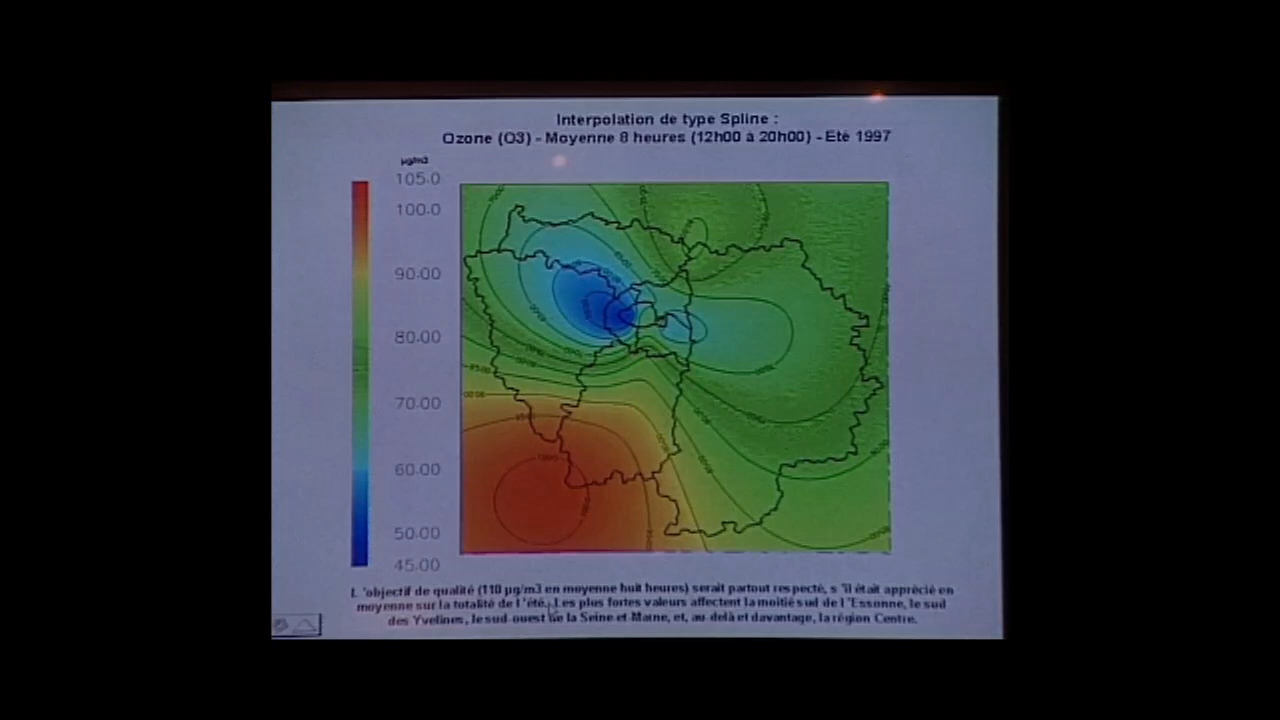 Interpolation de type Spline :
Ozone (O3) - Moyenne 8 heures (12h00 à 20h00) - Eté 1997
µg/m3
105.0
100.0
90.00
80.00
70.00
60.00
50.00
45.00
L 'objectif de qualité (110 µg/m3 en moyenne huit heures) serait partout respecté, s 'il était apprécié en
moyenne sur la totalité de l 'été. Les plus fortes valeurs affectent la moitié sud de l 'Essonne, le sud
des Yvelines, le sud-ouest de la Seine-et-Marne, et, au-delà et davantage, la région Centre.